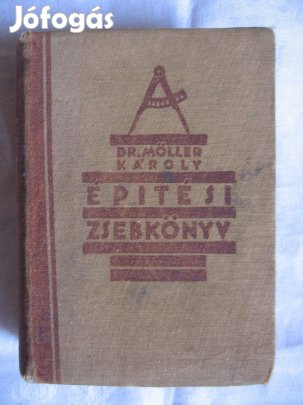 Jófogás
DR. MÖLLER
KÁROLY
ÉPITÉSI
ZSEBKÖNYV